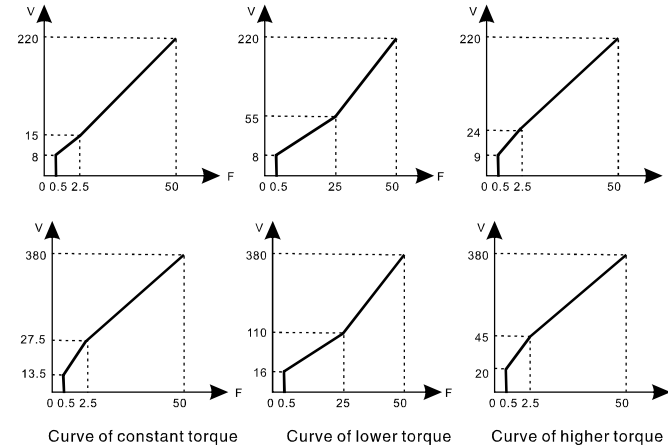 V
220
15
8
0 0.5 2.5 50 F
V
220
55
8
0 0.5 25 50 F
V
220
24
9
0 0.5 2.5 50
V
380
27.5
13.5
0 0.5 2.5 50 F
V
380
110
16
0 0.5 25 50 F
V
380
45
20
0 0.5 2.5 50
Curve of constant torque
Curve of lower torque
Curve of higher torque